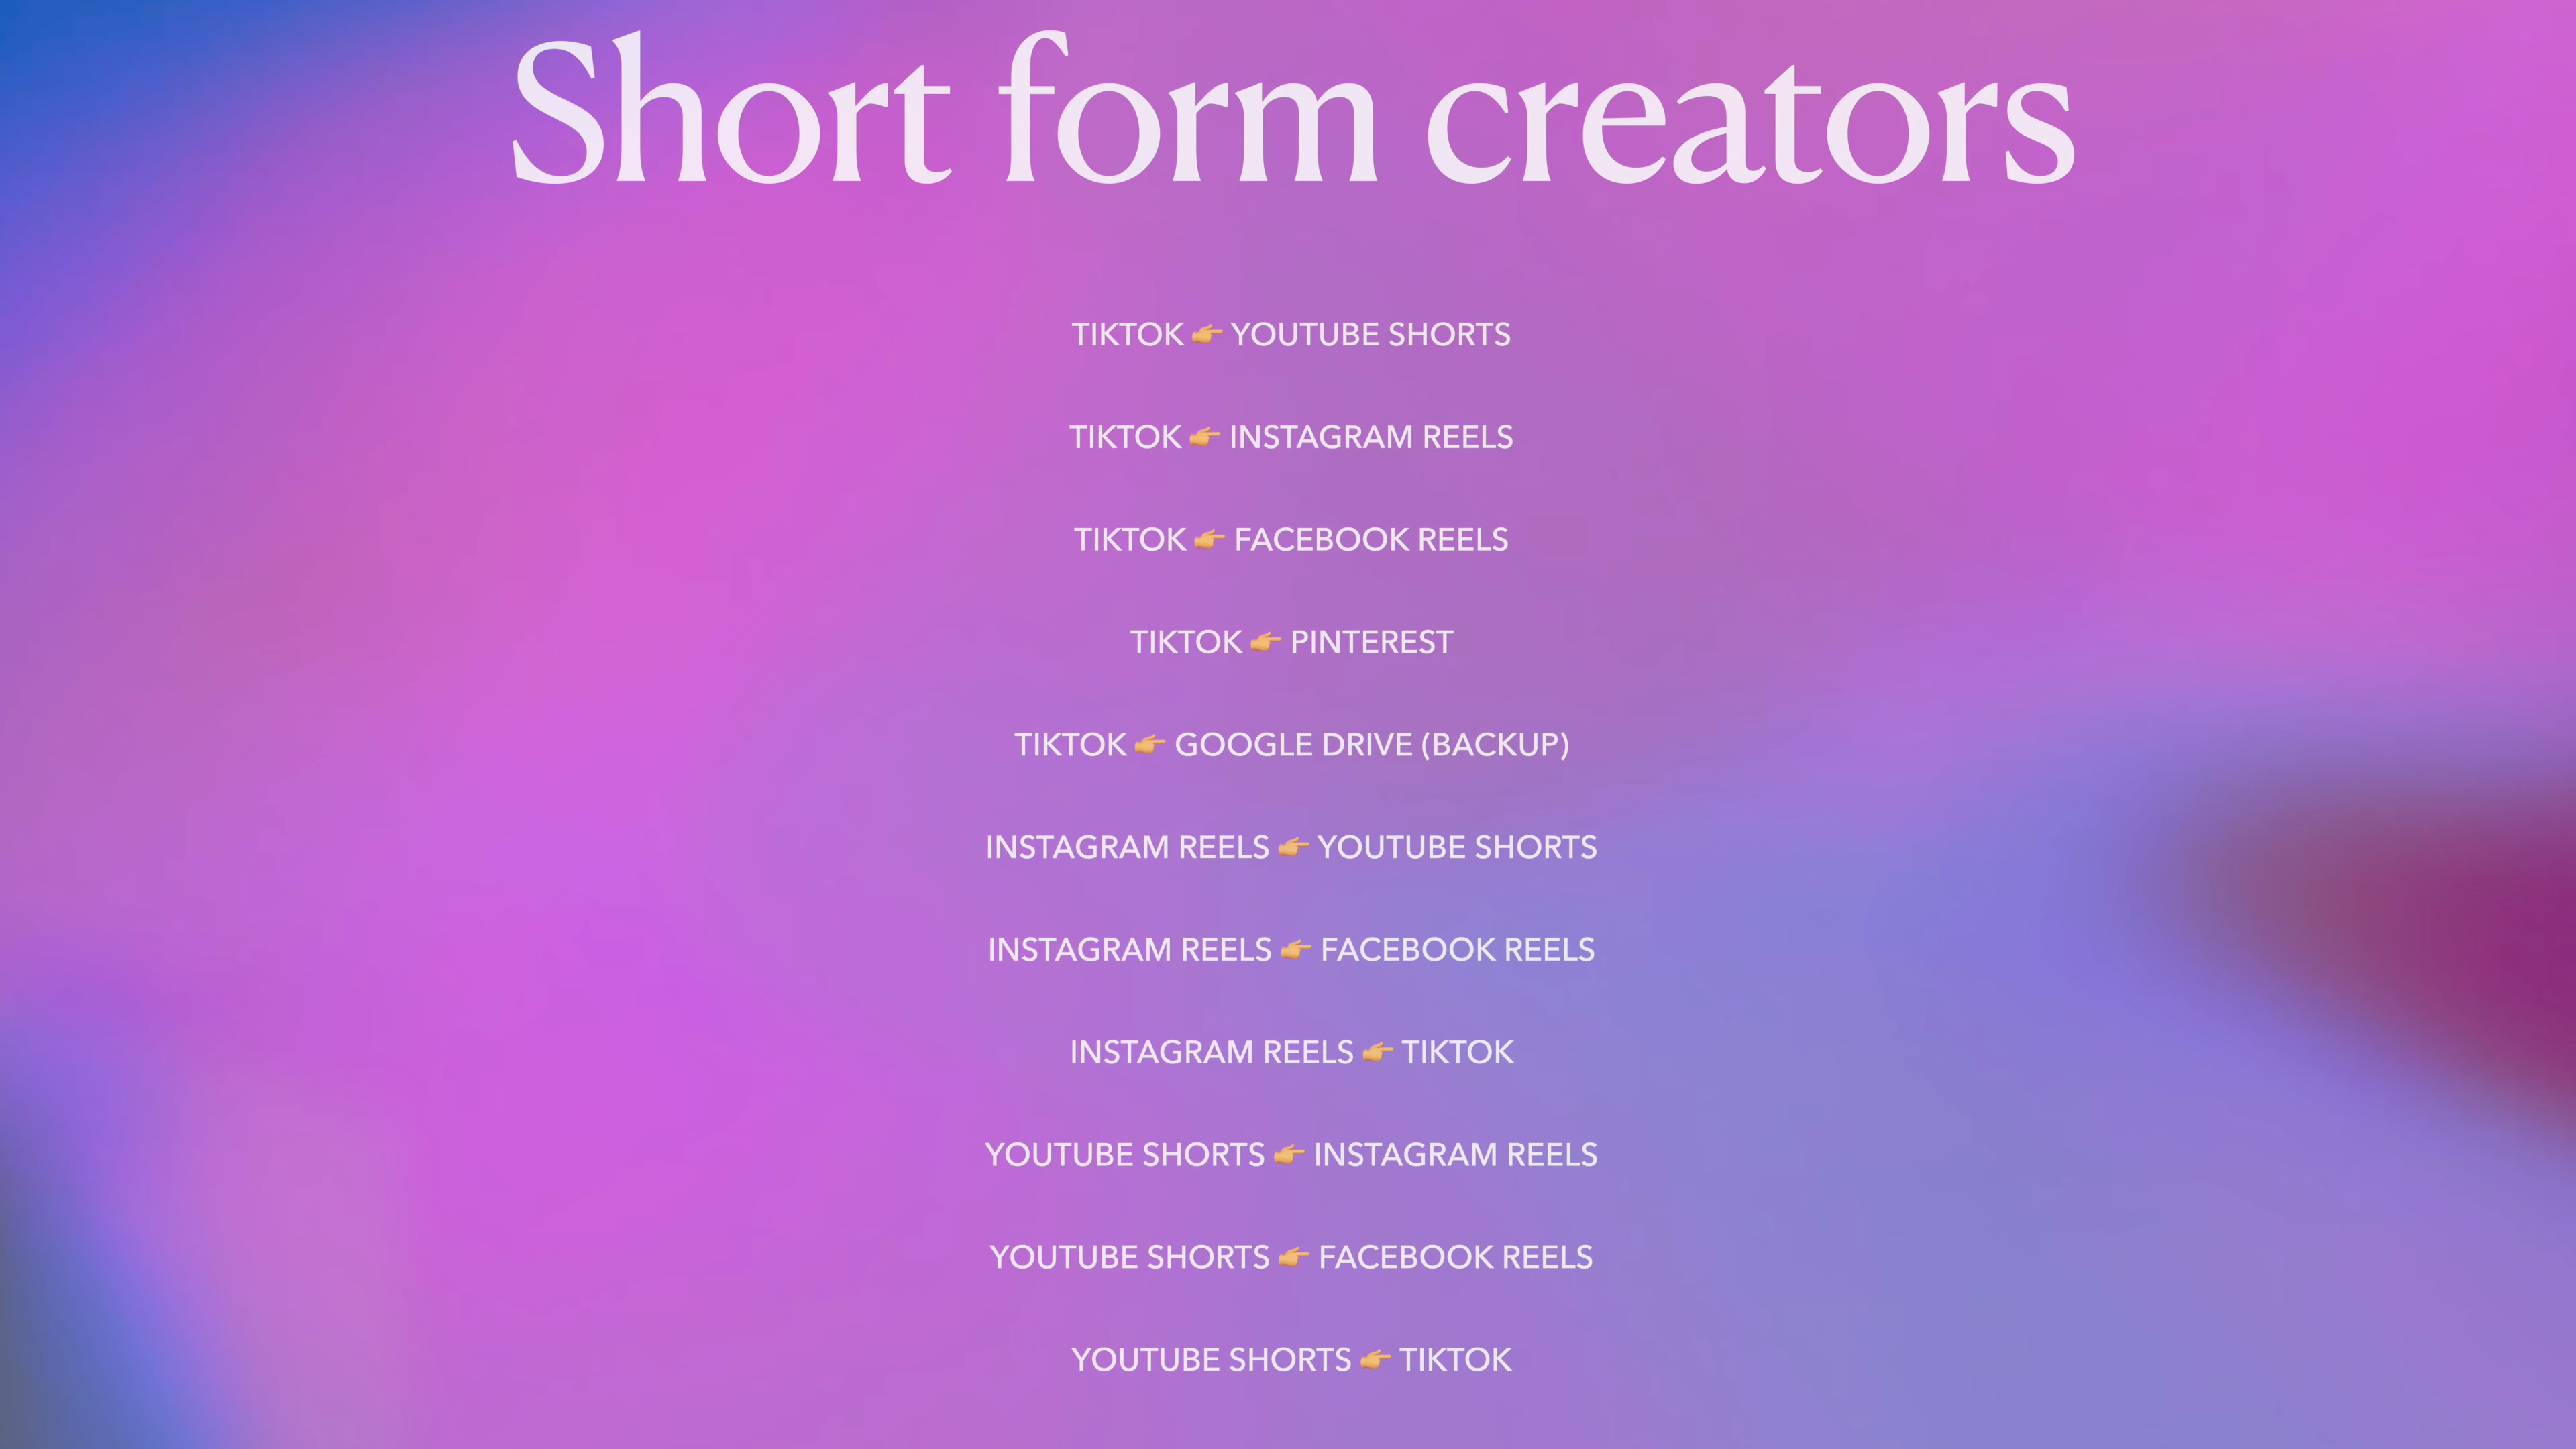 Short form creators
TIKTOK 👉 YOUTUBE SHORTS
TIKTOK 👉 INSTAGRAM REELS
TIKTOK 👉 FACEBOOK REELS
TIKTOK 👉 PINTEREST
TIKTOK 👉 GOOGLE DRIVE (BACKUP)
INSTAGRAM REELS 👉 YOUTUBE SHORTS
INSTAGRAM REELS 👉 FACEBOOK REELS
INSTAGRAM REELS 👉 TIKTOK
YOUTUBE SHORTS 👉 INSTAGRAM REELS
YOUTUBE SHORTS 👉 FACEBOOK REELS
YOUTUBE SHORTS 👉 TIKTOK